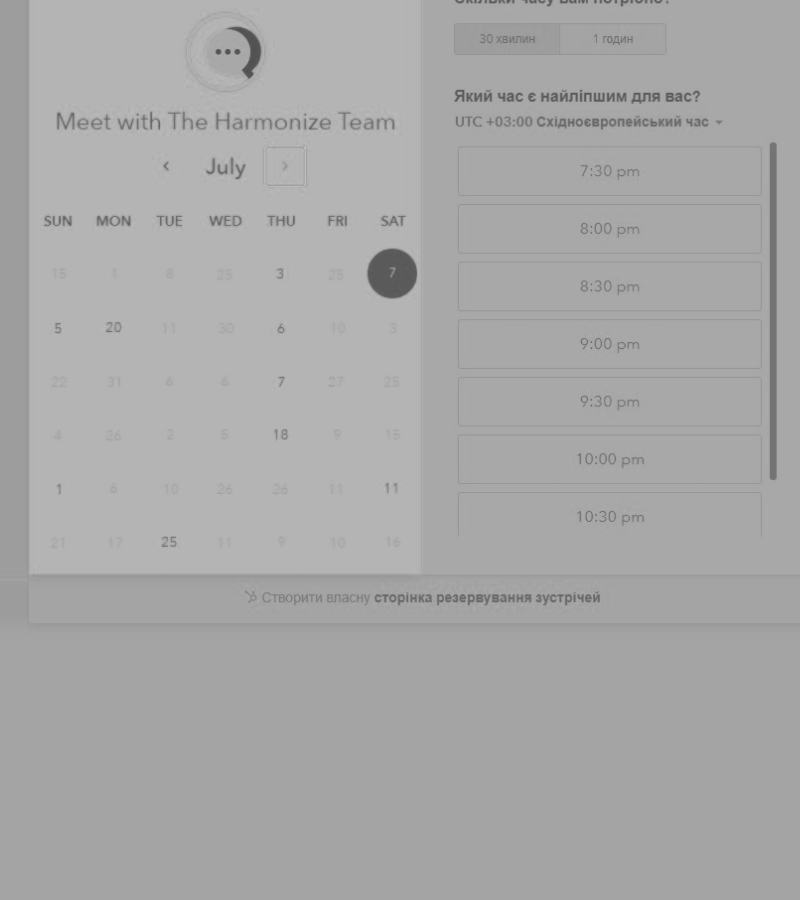 Meet with The Harmonize Team
July
SUN MON TUE WED THU FRI SAT
15 1 8 25 3 25 7
5 20 11 30 6 10 3
22 31 6 6 7 27 25
4 26 2 5 18 9 15
1 6 10 26 26 11 11
21 17 25 11 9 10 16
Скільки часу вам потрібно?
30 хвилин 1 годин
Який час є найліпшим для вас?
UTC +03:00 Східноєвропейський час
7:30 pm
8:00 pm
8:30 pm
9:00 pm
9:30 pm
10:00 pm
10:30 pm
Створити власну сторінка резервування зустрічей